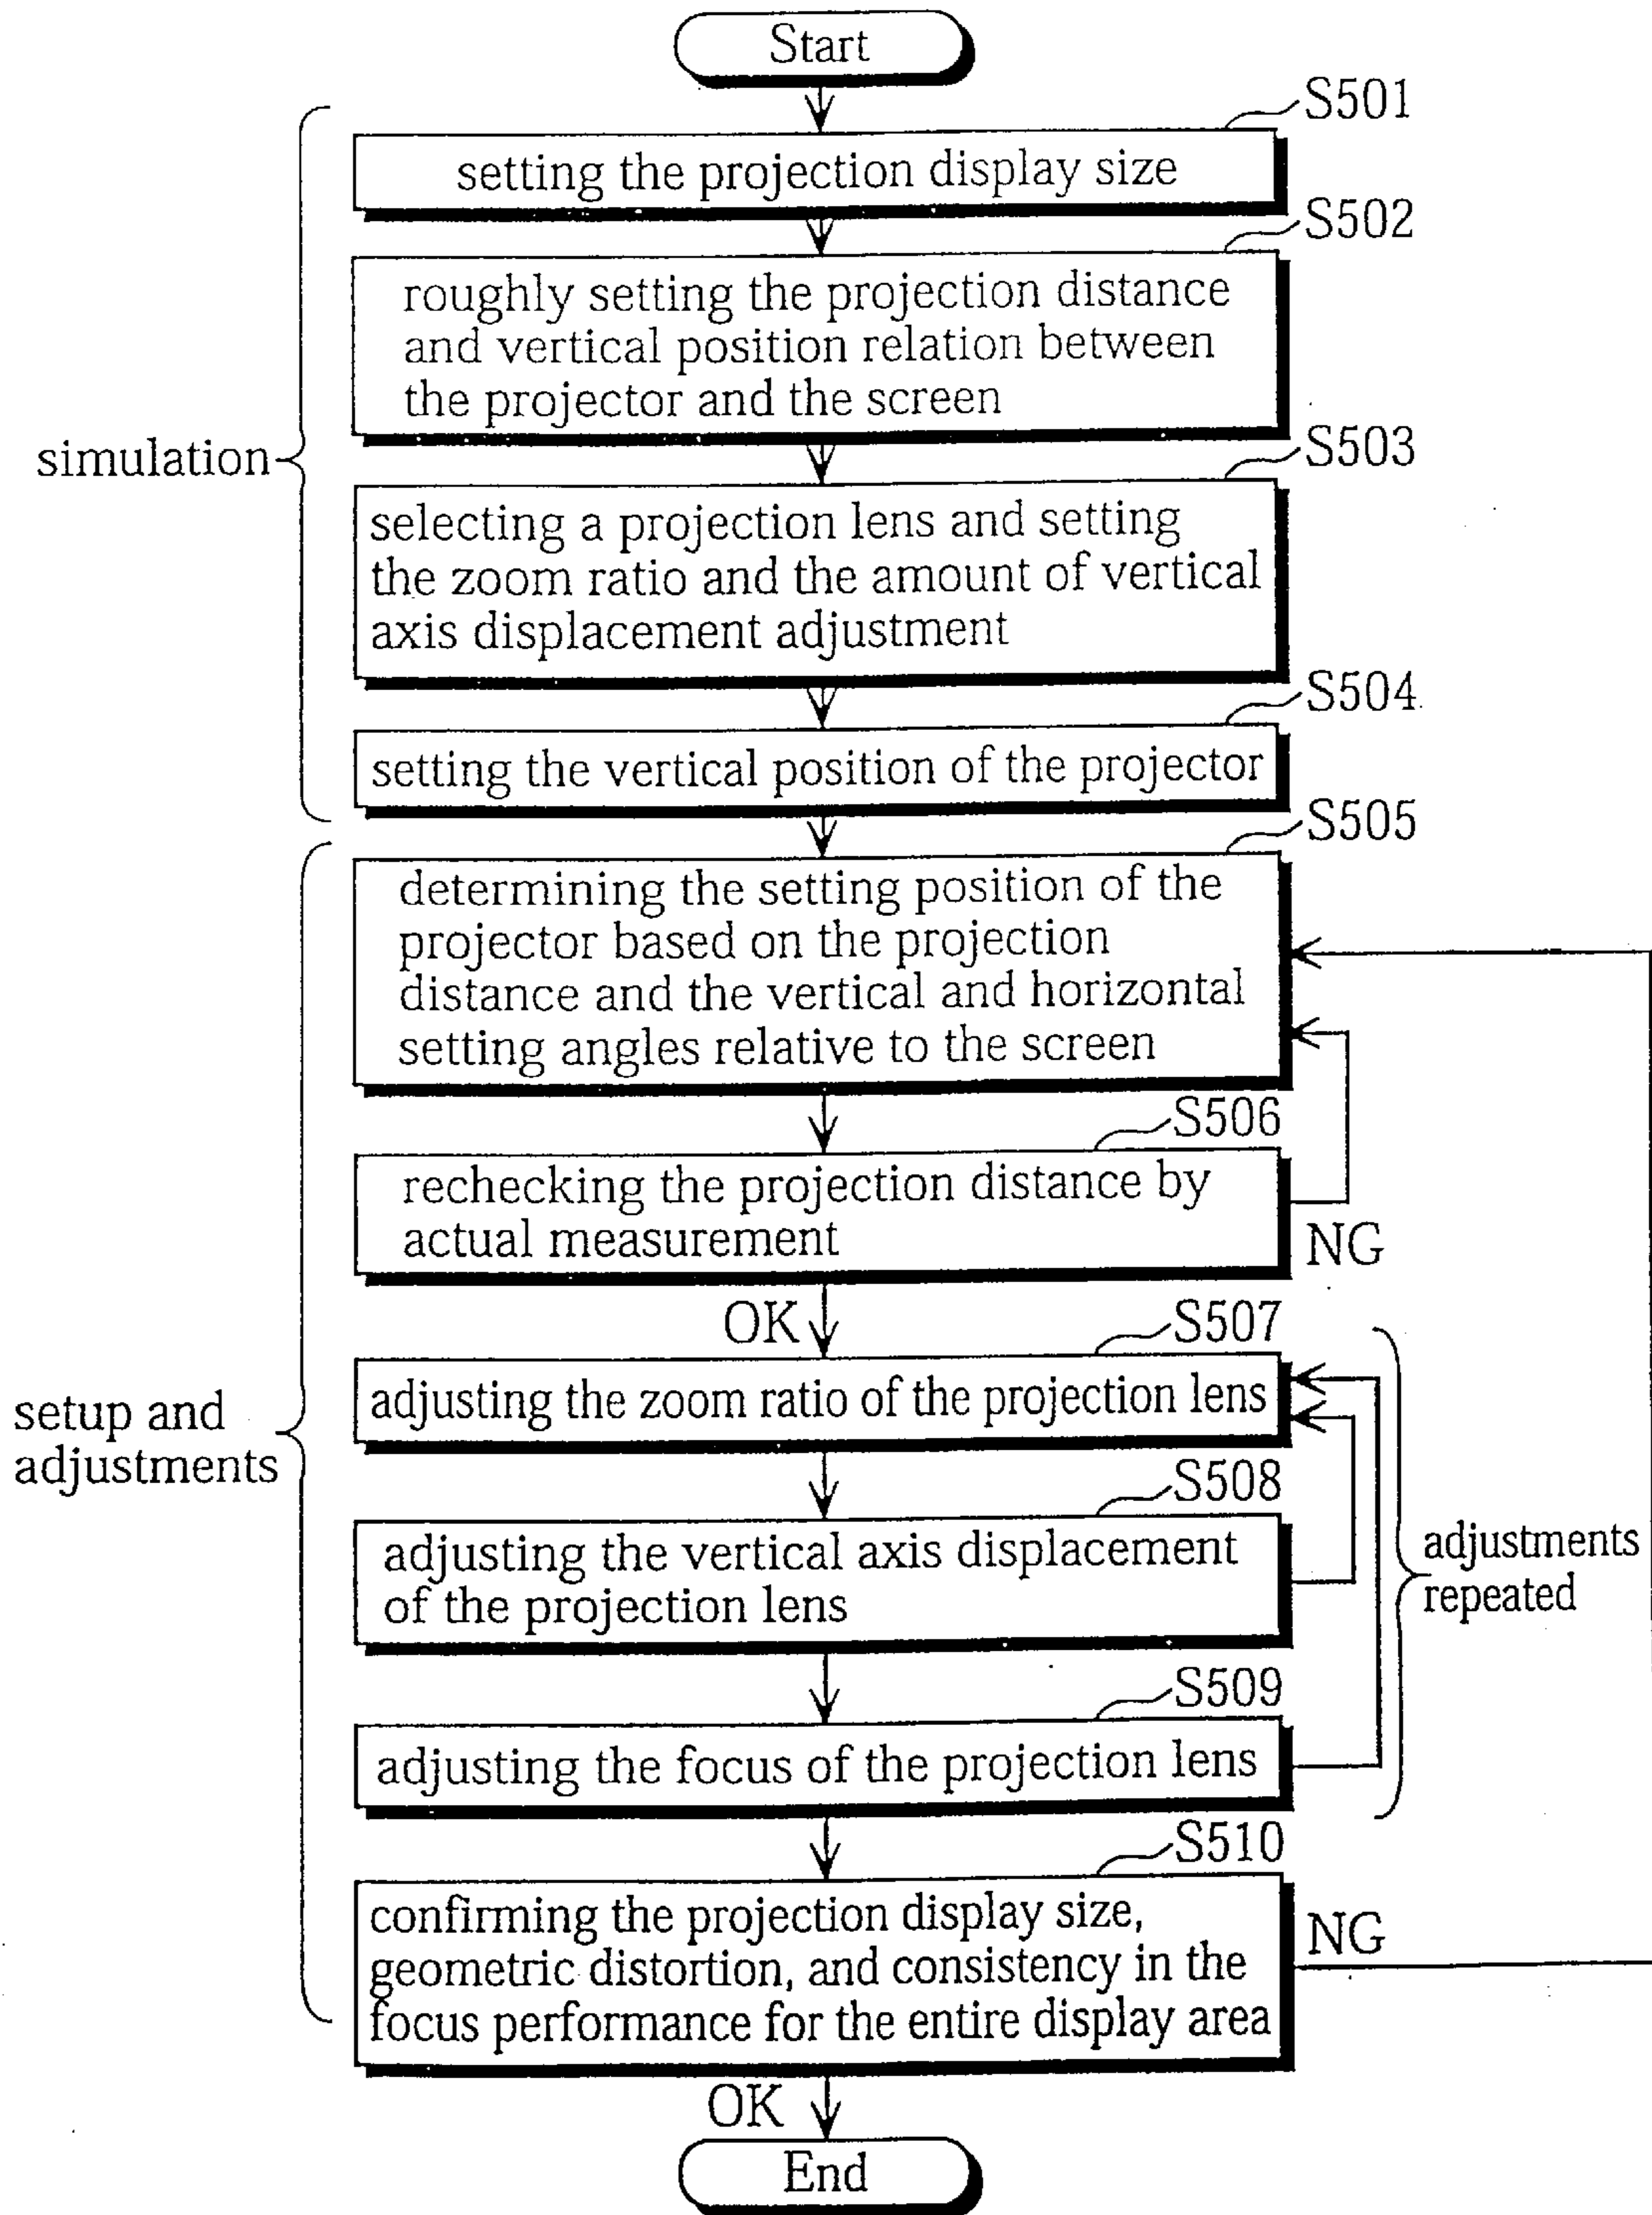 Start
S501
setting the projection display size
S502
roughly setting the projection distance
and vertical position relation between
the projector and the screen
simulation
S503
selecting a projection lens and setting
the zoom ratio and the amount of vertical
axis displacement adjustment
S504
setting the vertical position of the projector
S505
determining the setting position of the
projector based on the projection
distance and the vertical and horizontal
setting angles relative to the screen
S506
rechecking the projection distance by
actual measurement
NG
OK
S507
adjusting the zoom ratio of the projection lens
setup and
adjustments
S508
adjusting the vertical axis displacement
of the projection lens
adjustments
repeated
S509
adjusting the focus of the projection lens
S510
confirming the projection display size,
geometric distortion, and consistency in the
focus performance for the entire display area
NG
OK
End